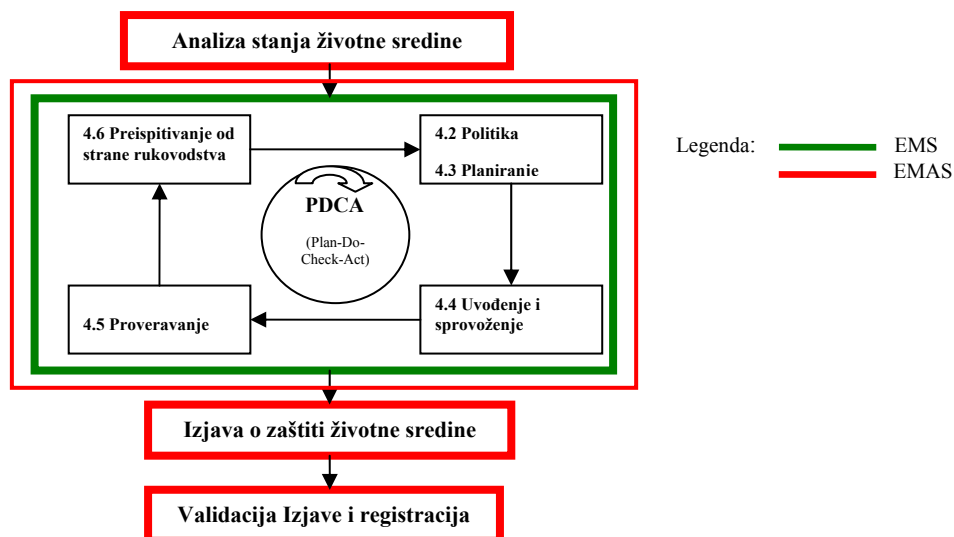 Analiza stanja životne sredine
4.6 Preispitivanje od
strane rukovodstva
4.2 Politika
4.3 Planiranje
PDCA
(Plan-Do-
Check-Act)
4.5 Proveravanje
4.4 Uvođenje i
sprovoženje
Izjava o zaštiti životne sredine
Validacija Izjave i registracija
Legenda:
EMS
EMAS